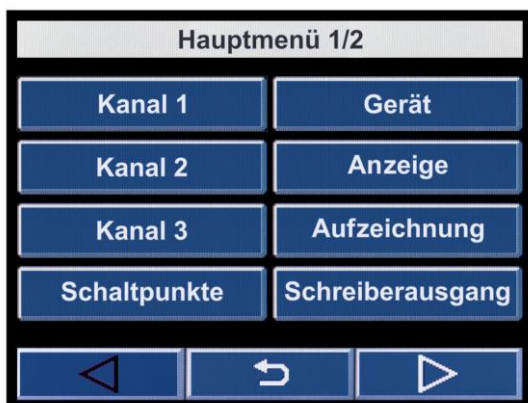 Hauptmenü 1/2
Kanal 1
Gerät
Kanal 2
Anzeige
Kanal 3
Aufzeichnung
Schaltpunkte
Schreiberausgang